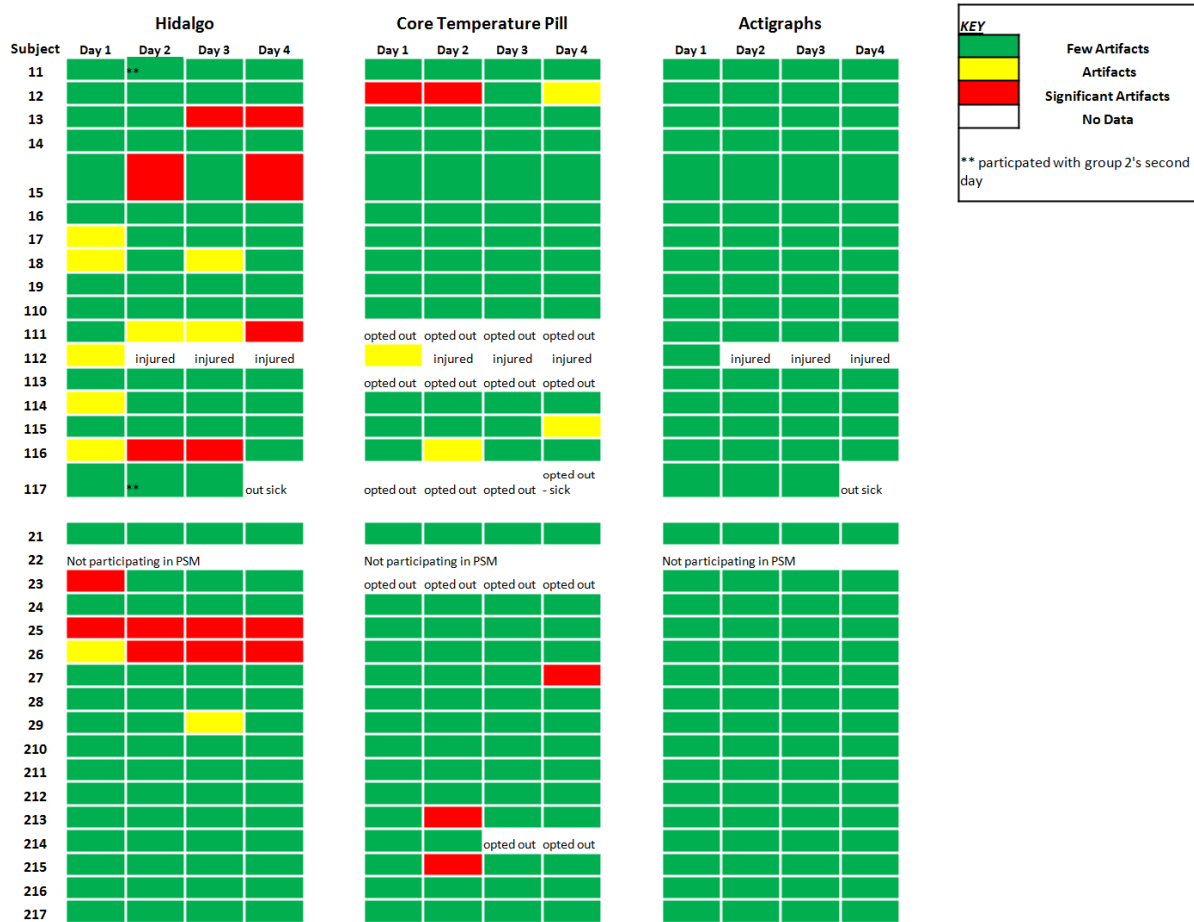 Hidalgo Core Temperature Pill Actigraphs
KEY
Subject Day 1 Day 2 Day 3 Day 4 Day 1 Day 2 Day 3 Day 4 Day 1 Day2 Day3 Day4
Few Artifacts
Artifacts
Significant Artifacts
No Data
** particpated with group 2's second
day
11 **
12
13
14
15
16
17
18
19
110
111 opted out opted out opted out opted out
112 injured injured injured injured injured injured injured injured injured
113 opted out opted out opted out opted out
114
115
116
117 ** out sick opted out opted out opted out opted out
- sick out sick
21
22 Not participating in PSM Not participating in PSM Not participating in PSM
23 opted out opted out opted out opted out
24
25
26
27
28
29
210
211
212
213
214 opted out opted out
215
216
217